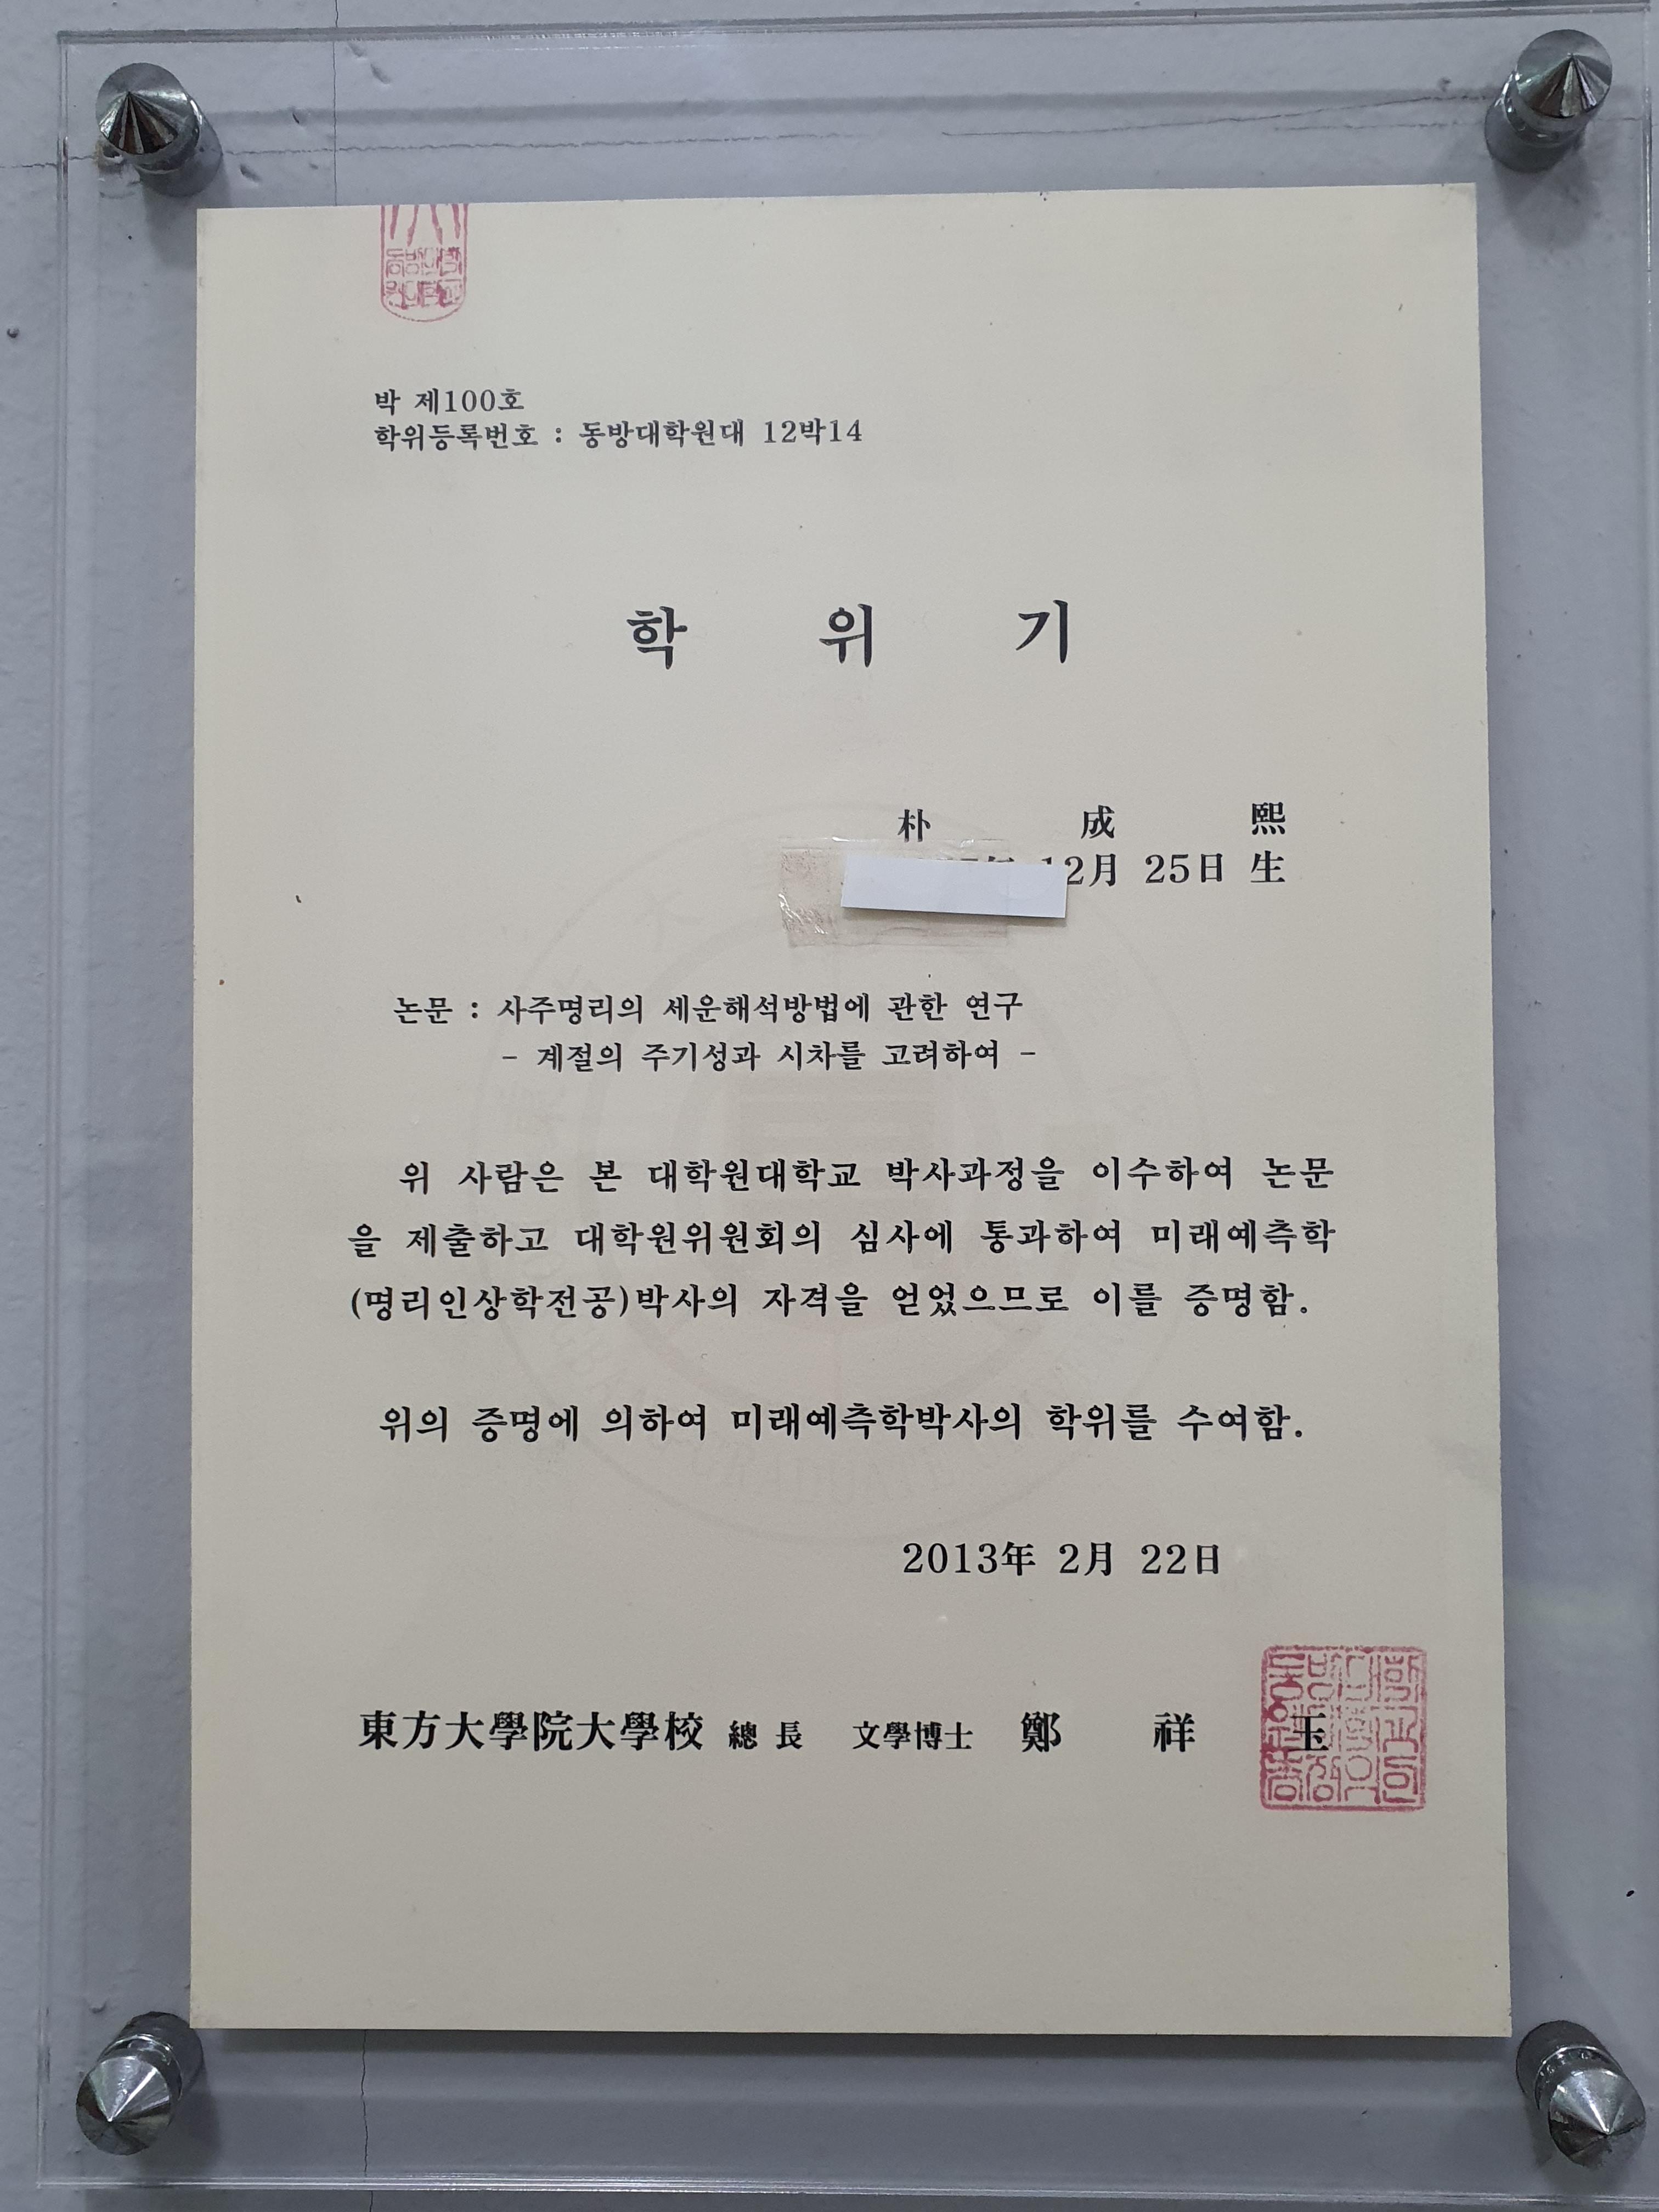 박 제100호
학위등록번호 : 동방대학원대 12박14
학 위 기
朴 成 熙
12月 25日 生
논문 : 사주명리의 세운해석방법에 관한 연구
- 계절의 주기성과 시차를 고려하여 -
위 사람은 본 대학원대학교 박사과정을 이수하여 논문
을 제출하고 대학원위원회의 심사에 통과하여 미래예측학
(명리인상학전공)박사의 자격을 얻었으므로 이를 증명함.
위의 증명에 의하여 미래예측학박사의 학위를 수여함.
2013年 2月 22日
東方大學院大學校 總 長 文學博士 鄭 祥 玉